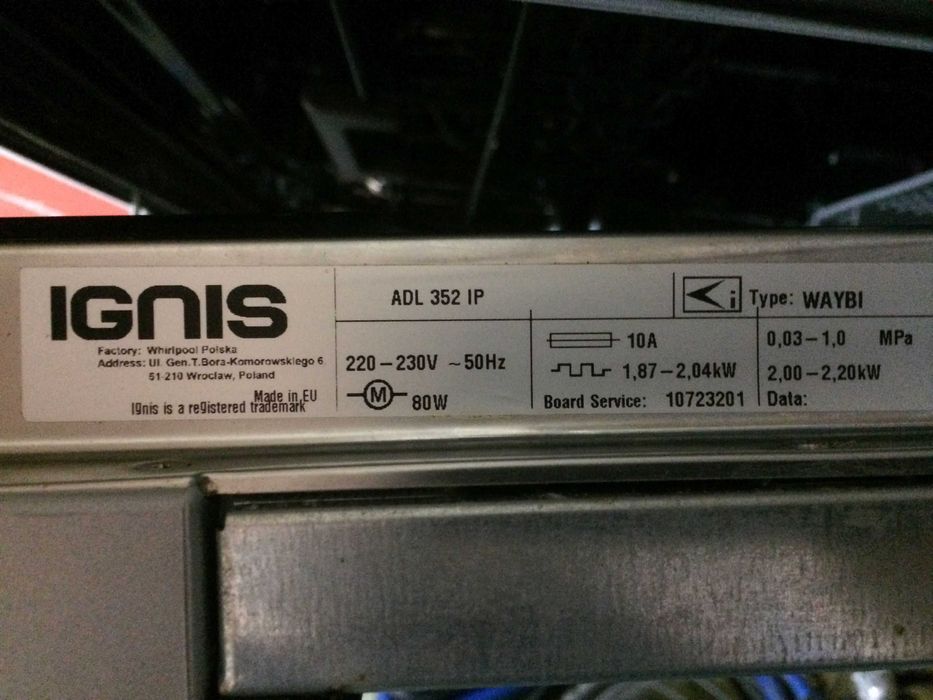 IGNIS
Factory: Whirlpool Polska
Address: Ul. Gen.T.Bora-Komorowskiego 6
51-210 Wroclaw, Poland
Made in EU
Ignis is a registered trademark
ADL 352 IP
220-230V ~50Hz
M 80W
10A
1,87-2,04kW
Board Service: 10723201
i Type: WAYBI
0,03-1,0 MPa
2,00-2,20kW
Data: